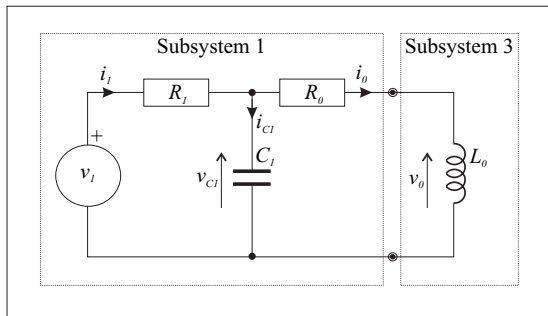 Subsystem 1
Subsystem 3
i1
R1
R0
i0
iC1
+
v1
vC1
C1
v0
L0